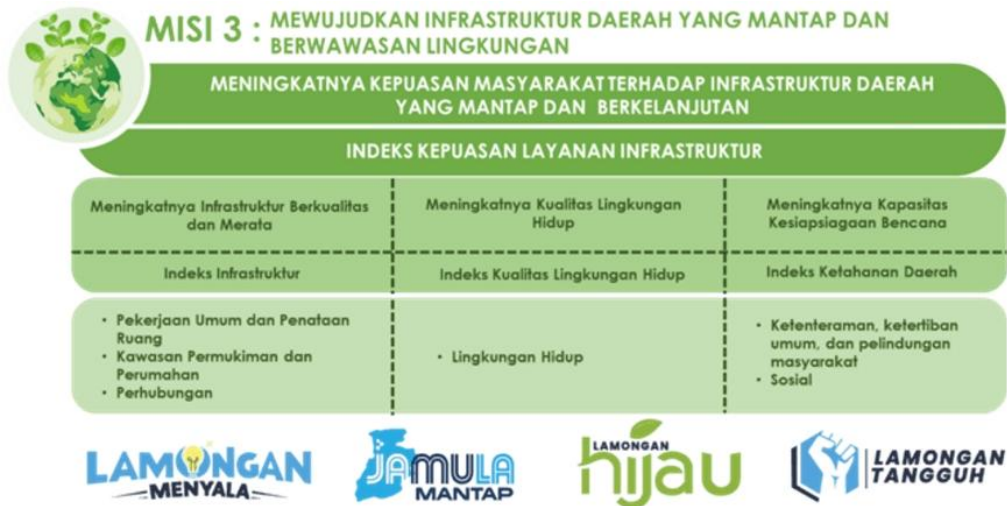 MISI 3 : MEWUJUDKAN INFRASTRUKTUR DAERAH YANG MANTAP DAN
BERWAWASAN LINGKUNGAN
MENINGKATNYA KEPUASAN MASYARAKAT TERHADAP INFRASTRUKTUR DAERAH
YANG MANTAP DAN BERKELANJUTAN
INDEKS KEPUASAN LAYANAN INFRASTRUKTUR
Meningkatnya Infrastruktur Berkualitas
dan Merata
Meningkatnya Kualitas Lingkungan
Hidup
Meningkatnya Kapasitas
Kesiapsiagaan Bencana
Indeks Infrastruktur
Indeks Kualitas Lingkungan Hidup
Indeks Ketahanan Daerah
• Pekerjaan Umum dan Penataan
Ruang
• Kawasan Permukiman dan
Perumahan
• Perhubungan
• Lingkungan Hidup
• Ketenteraman, ketertiban
umum, dan pelindungan
masyarakat
• Sosial
LAMONGAN
MENYALA
JAMULA
MANTAP
LAMONGAN
hijau
LAMONGAN
TANGGUH